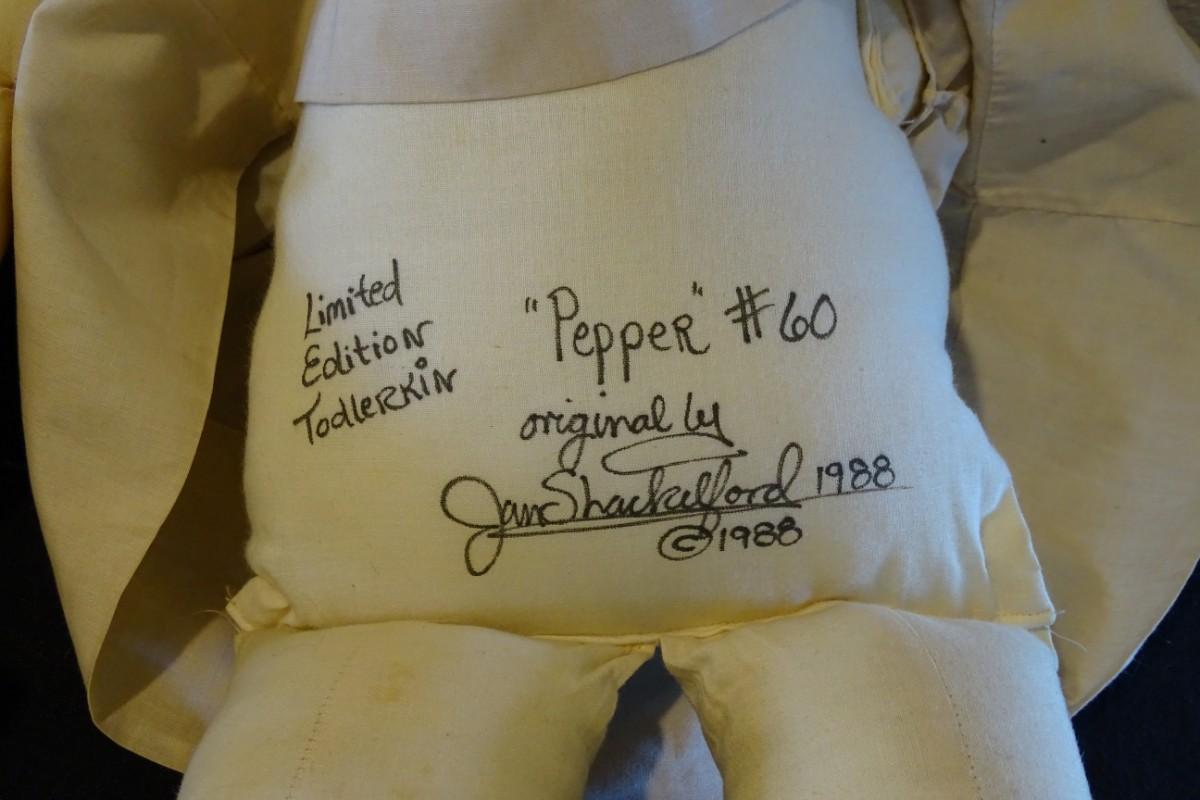 Limited
Edition
TodlerKin
"Pepper" #60
original by
Jan Shackelford 1988
© 1988